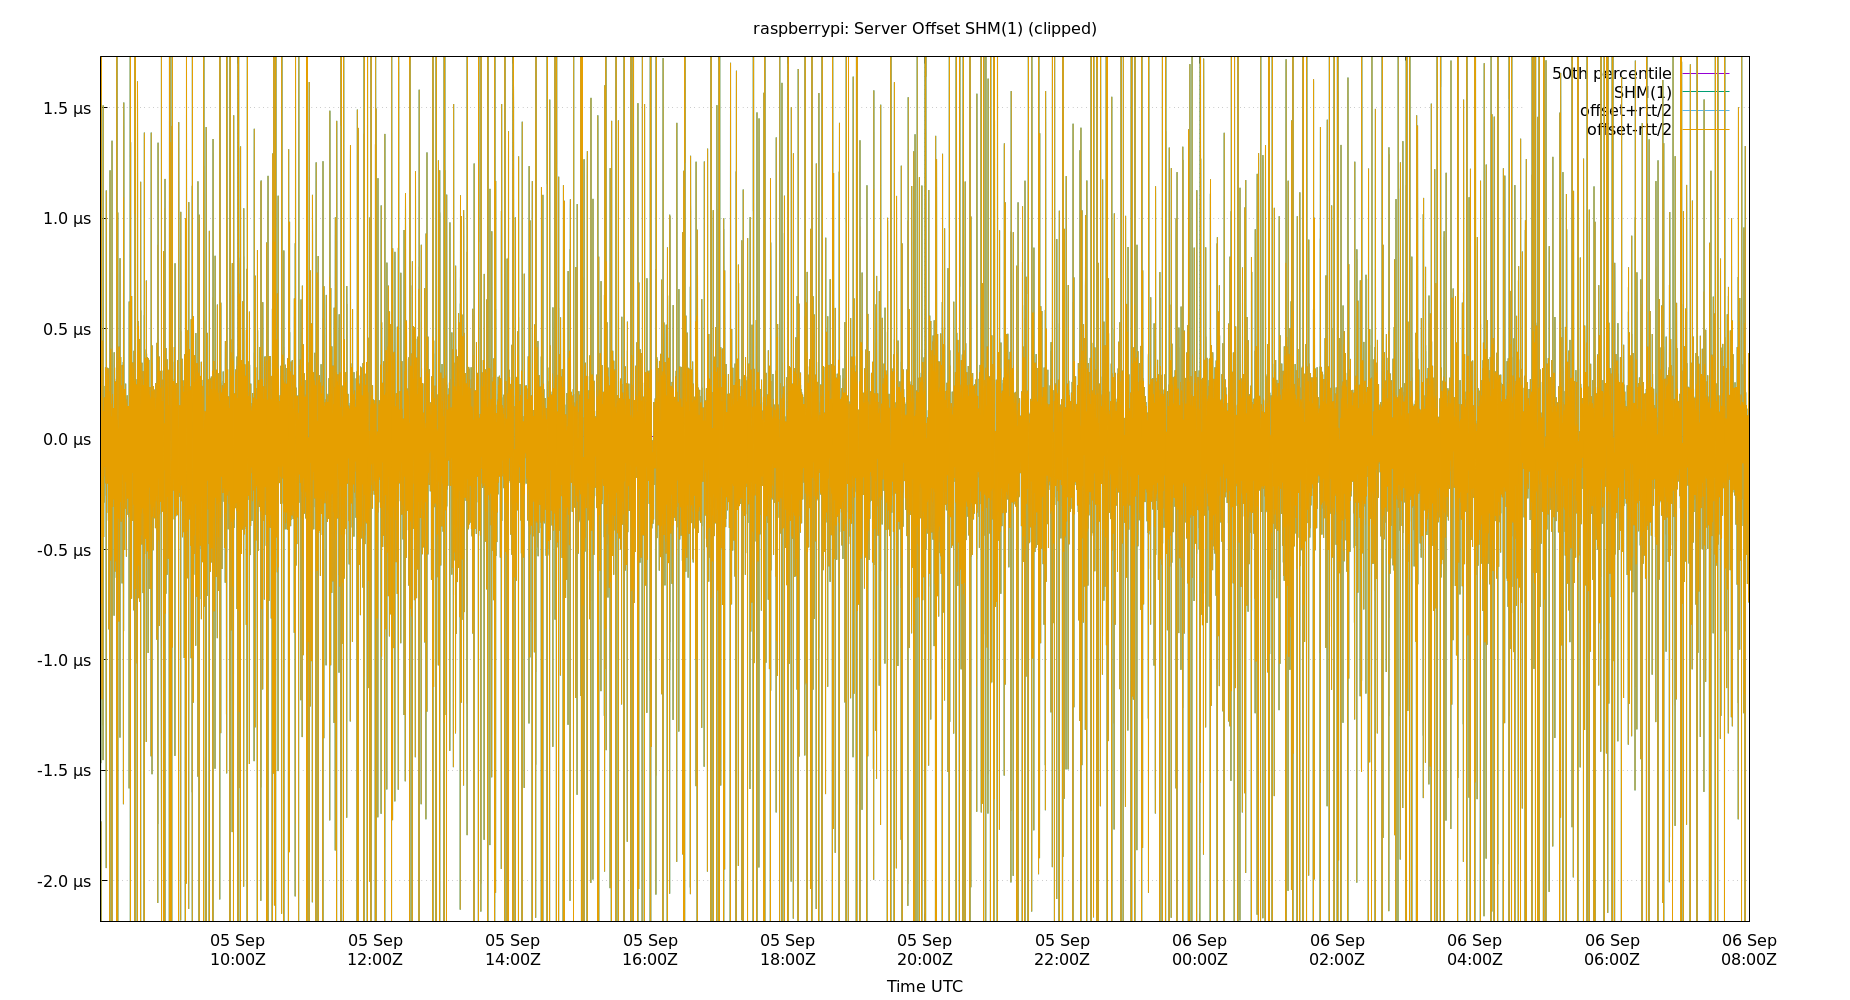 raspberrypi: Server Offset SHM(1) (clipped)
50th percentile
SHM(1)
offset+rtt/2
offset-rtt/2
1.5 µs
1.0 µs
0.5 µs
0.0 µs
-0.5 µs
-1.0 µs
-1.5 µs
-2.0 µs
05 Sep 05 Sep 05 Sep 05 Sep 05 Sep 05 Sep 05 Sep 06 Sep 06 Sep 06 Sep 06 Sep 06 Sep
10:00Z 12:00Z 14:00Z 16:00Z 18:00Z 20:00Z 22:00Z 00:00Z 02:00Z 04:00Z 06:00Z 08:00Z
Time UTC